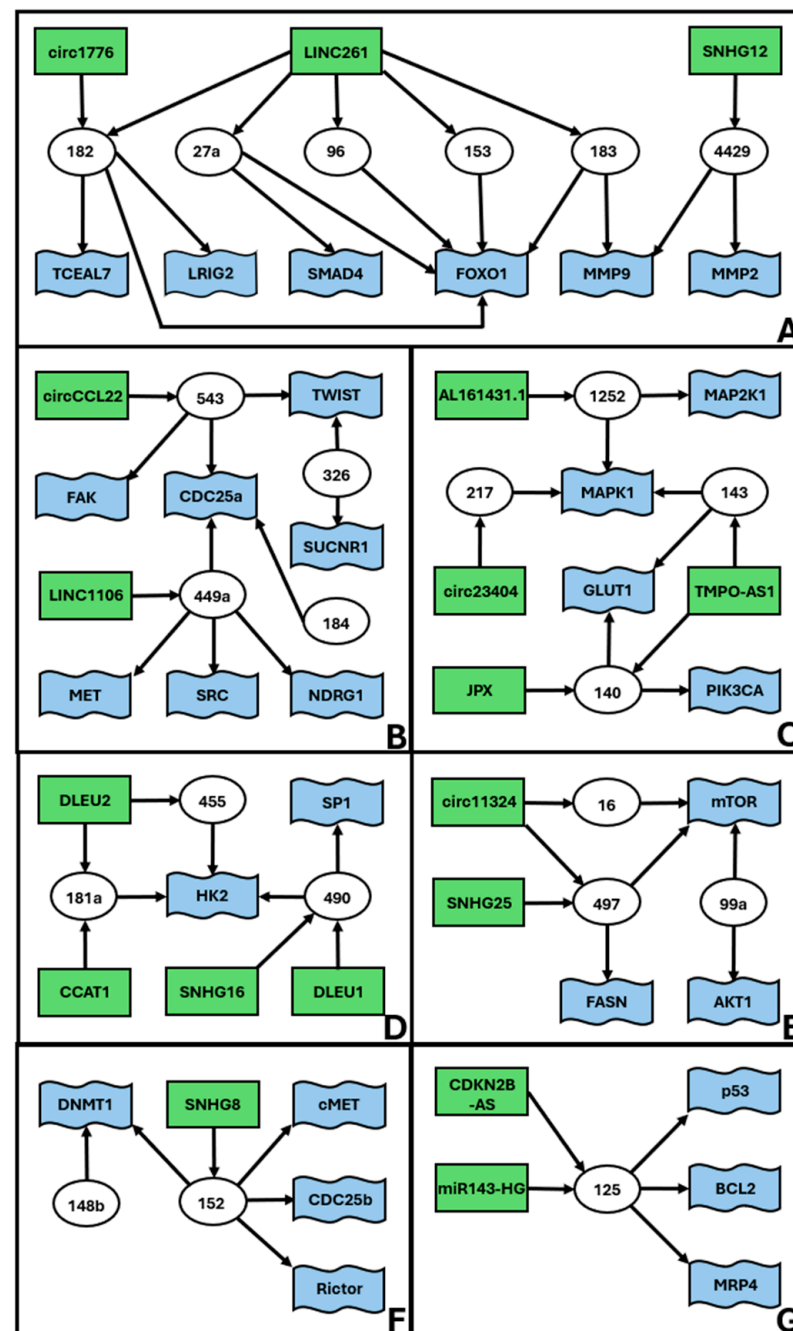 circ1776
LINC261
SNHG12
182
27a
96
153
183
4429
TCEAL7
LRIG2
SMAD4
FOXO1
MMP9
MMP2
A
circCCL22
543
TWIST
326
FAK
CDC25a
SUCNR1
LINC1106
449a
184
MET
SRC
NDRG1
B
AL161431.1
1252
MAP2K1
217
MAPK1
143
circ23404
GLUT1
TMPO-AS1
JPX
140
PIK3CA
C
DLEU2
455
SP1
181a
HK2
490
CCAT1
SNHG16
DLEU1
D
circ11324
16
mTOR
SNHG25
497
99a
FASN
AKT1
E
DNMT1
SNHG8
cMET
148b
152
CDC25b
Rictor
F
CDKN2B
-AS
p53
miR143-HG
125
BCL2
MRP4
G